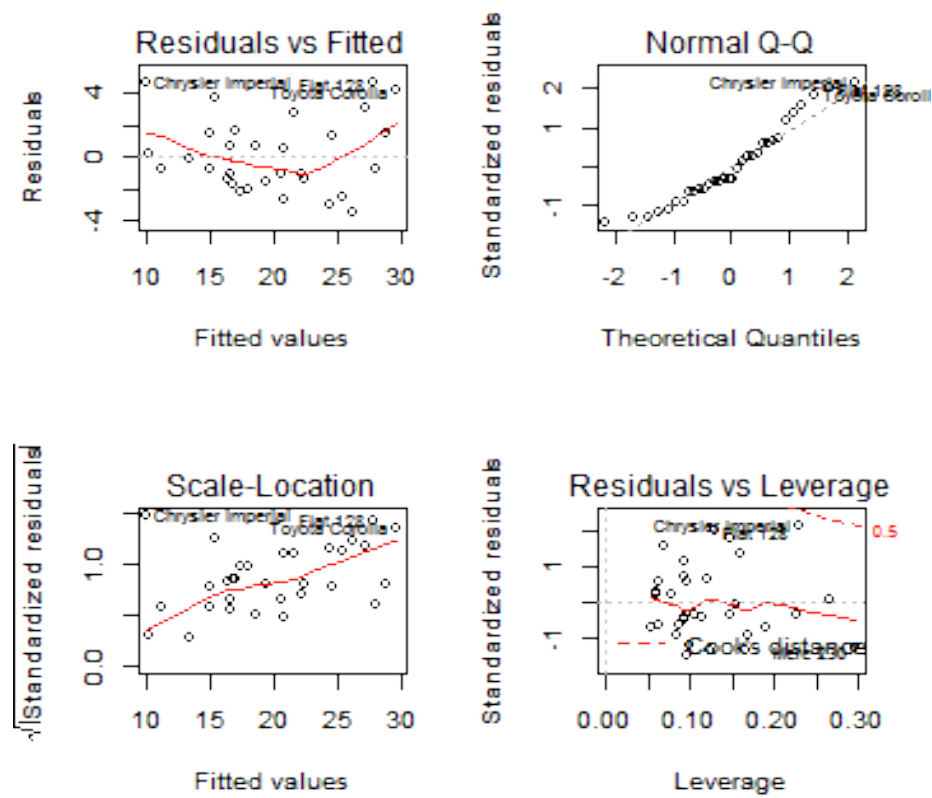 Residuals vs Fitted
Residuals
4
0
-4
Chrysler Imperial
Fiat 128
Toyota Corolla
10 15 20 25 30
Fitted values
Normal Q-Q
Standardized residuals
2
1
-1
Chrysler Imperial
Toyota Coroll
-2 -1 0 1 2
Theoretical Quantiles
Scale-Location
√|Standardized residuals|
1.0
0.0
Chrysler Imperial
Fiat 128
Toyota Corolla
10 15 20 25 30
Fitted values
Residuals vs Leverage
Standardized residuals
1
-1
Chrysler Imperial
Fiat 128
0.5
Cook's distance
Merc 230
0.00 0.10 0.20 0.30
Leverage